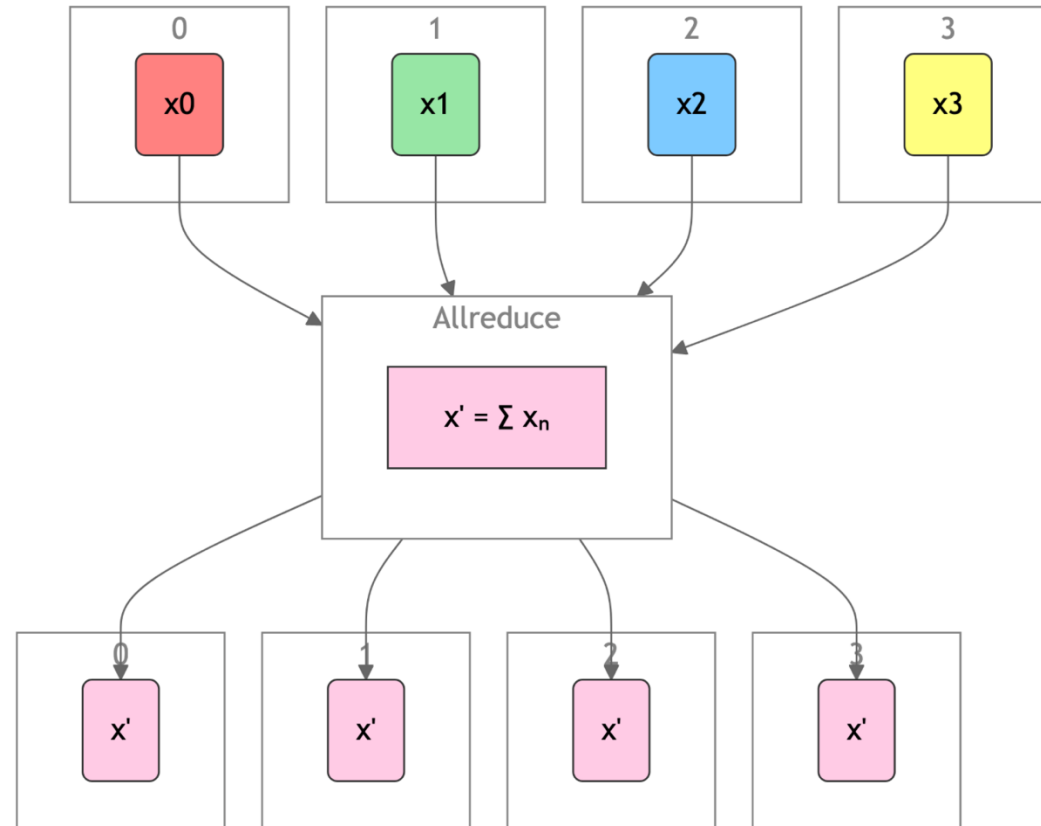 0 1 2 3
x0 x1 x2 x3
Allreduce
x' = Σ xₙ
0 1 2 3
x' x' x' x'